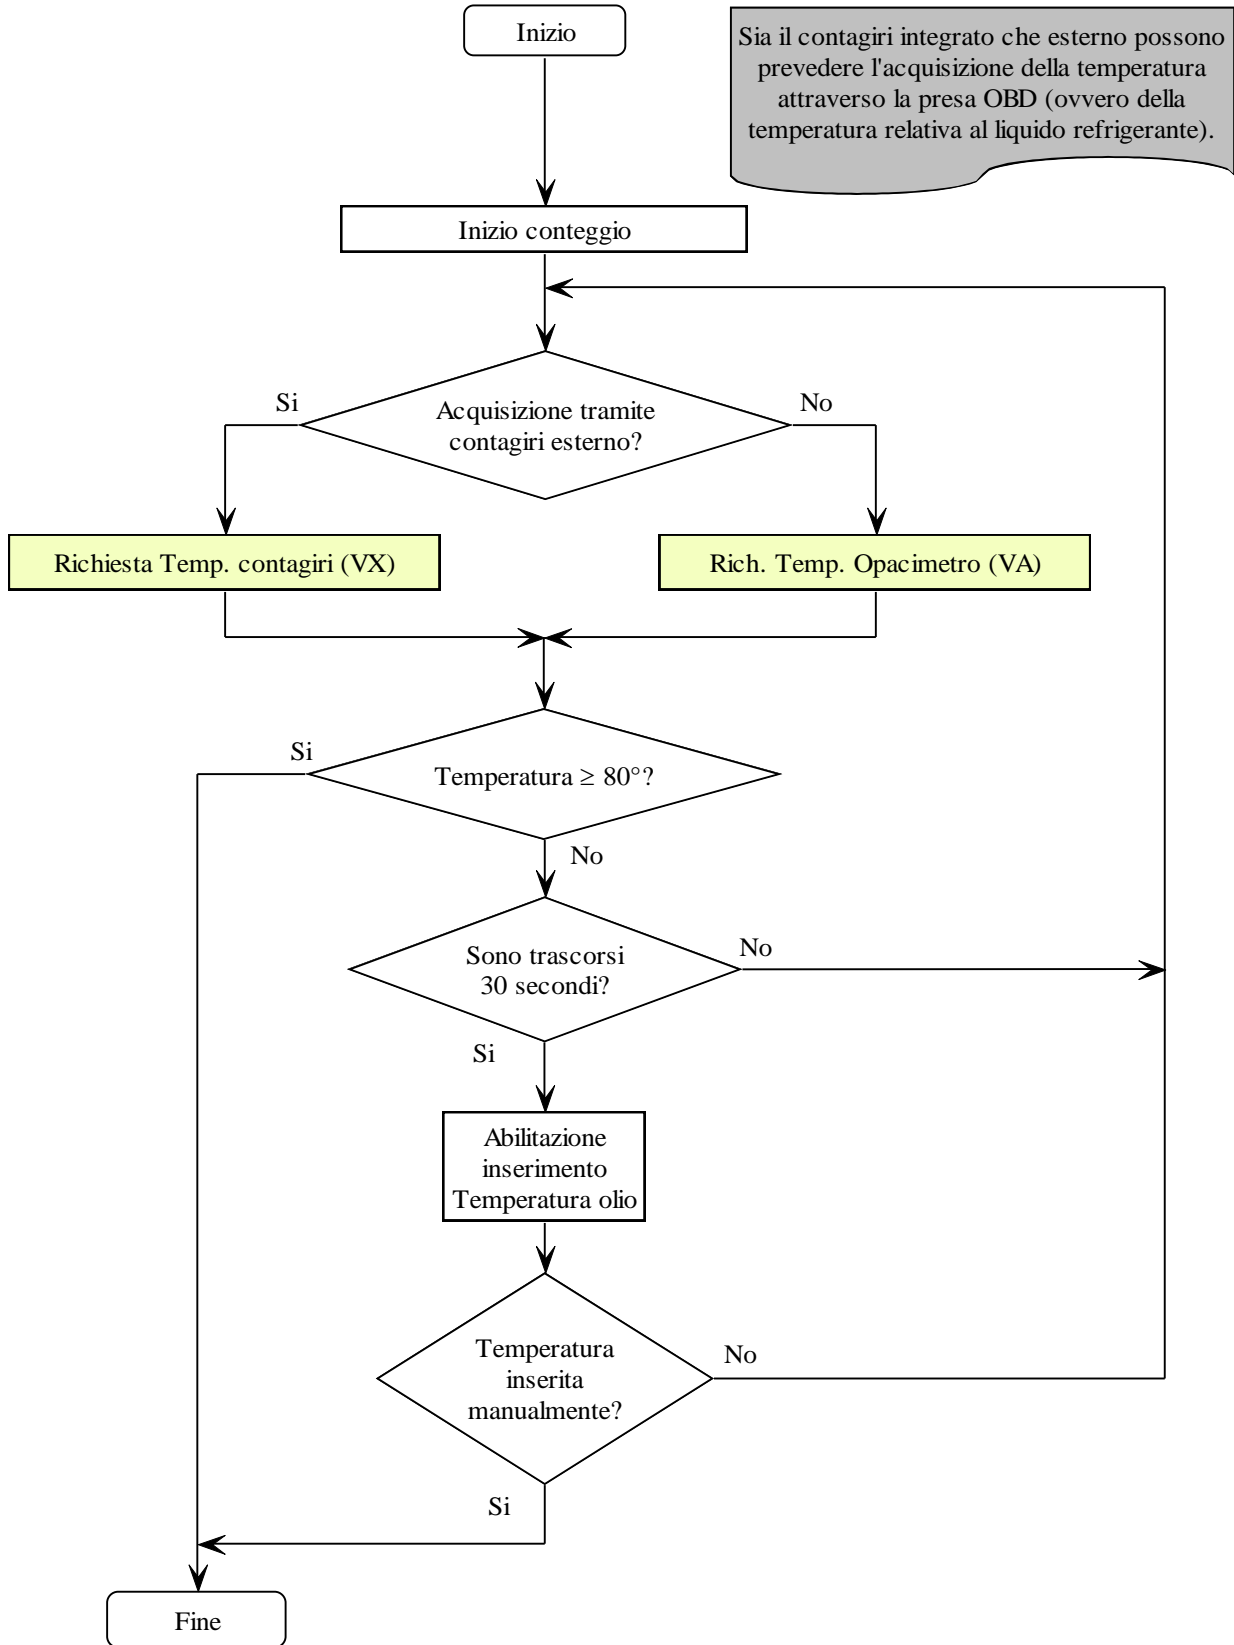 Inizio
Sia il contagiri integrato che esterno possono
prevedere l'acquisizione della temperatura
attraverso la presa OBD (ovvero della
temperatura relativa al liquido refrigerante).
Inizio conteggio
Si
Acquisizione tramite
contagiri esterno?
No
Richiesta Temp. contagiri (VX)
Rich. Temp. Opacimetro (VA)
Si
Temperatura ≥ 80°?
No
Sono trascorsi
30 secondi?
No
Si
Abilitazione
inserimento
Temperatura olio
Temperatura
inserita
manualmente?
No
Si
Fine